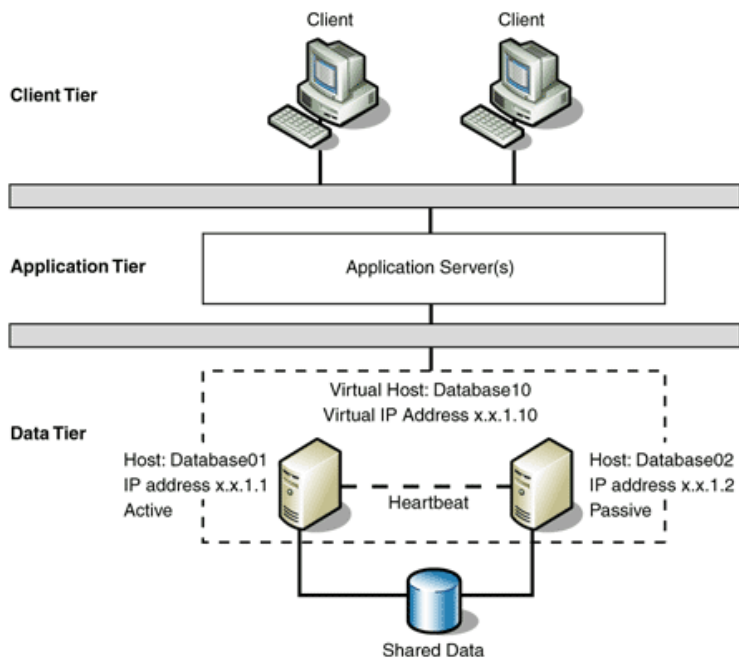 Client
Client
Client Tier
Application Tier
Application Server(s)
Virtual Host: Database10
Virtual IP Address x.x.1.10
Data Tier
Host: Database01
IP address x.x.1.1
Active
Heartbeat
Host: Database02
IP address x.x.1.2
Passive
Shared Data